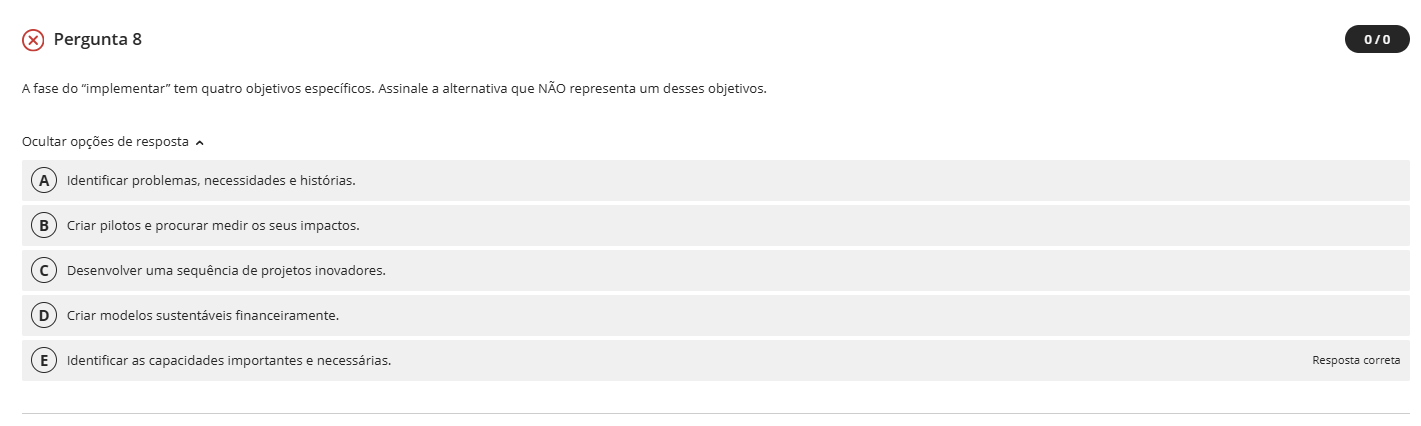 Pergunta 8
0 / 0
A fase do “implementar” tem quatro objetivos específicos. Assinale a alternativa que NÃO representa um desses objetivos.
Ocultar opções de resposta
A Identificar problemas, necessidades e histórias.
B Criar pilotos e procurar medir os seus impactos.
C Desenvolver uma sequência de projetos inovadores.
D Criar modelos sustentáveis financeiramente.
E Identificar as capacidades importantes e necessárias. Resposta correta